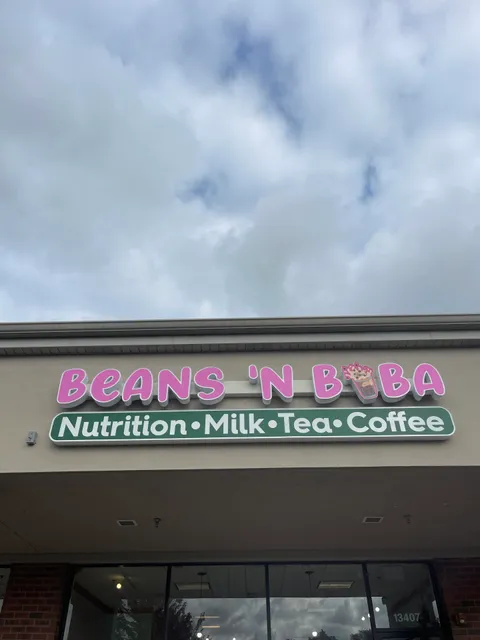 BEANS 'N BOBA
Nutrition•Milk•Tea•Coffee
13407